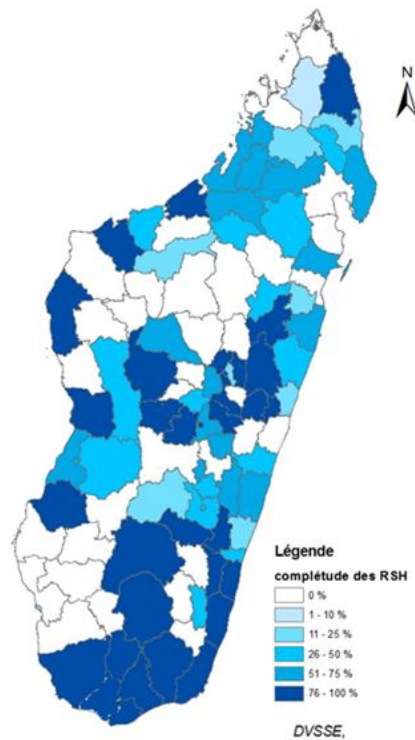 N
Légende
complétude des RSH
0 %
1 - 10 %
11 - 25 %
26 - 50 %
51 - 75 %
76 - 100 %
DVSSE,